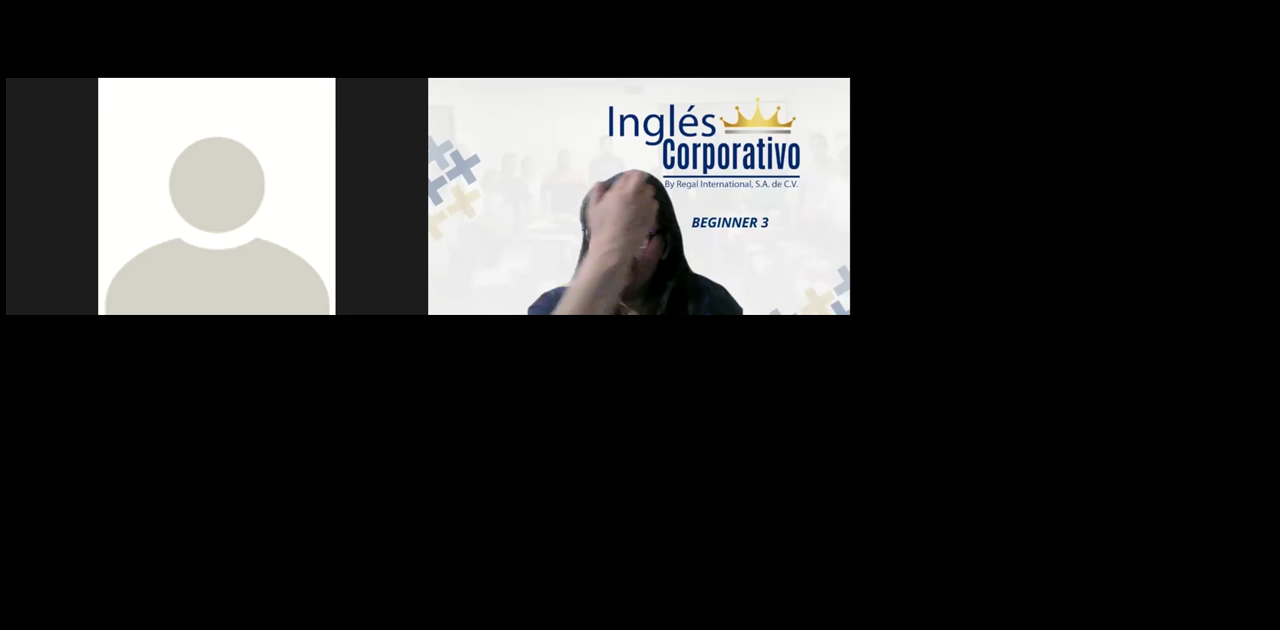 Inglés
Corporativo
By Regal International, S.A. de C.V.
BEGINNER 3